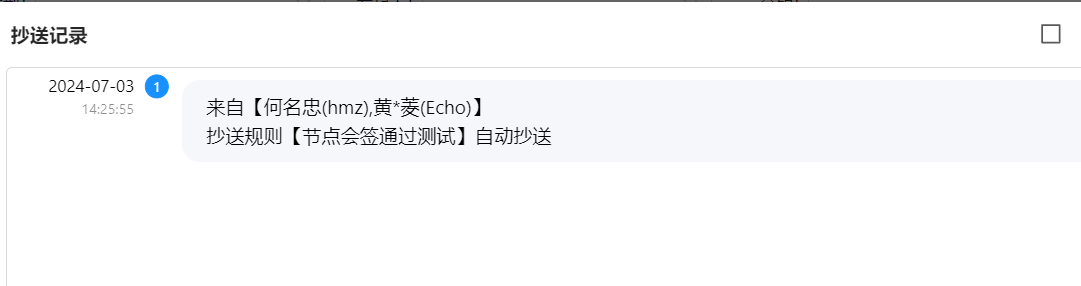 抄送记录
2024-07-03
1
来自【何名忠(hmz),黄*菱(Echo)】
14:25:55
抄送规则【节点会签通过测试】自动抄送